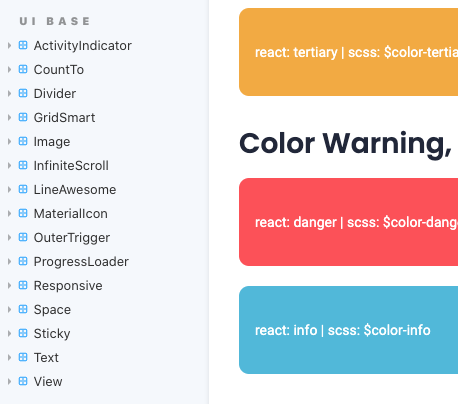 UI BASE
ActivityIndicator
CountTo
Divider
GridSmart
Image
InfiniteScroll
LineAwesome
MaterialIcon
OuterTrigger
ProgressLoader
Responsive
Space
Sticky
Text
View
react: tertiary | scss: $color-tertia
Color Warning,
react: danger | scss: $color-dang
react: info | scss: $color-info